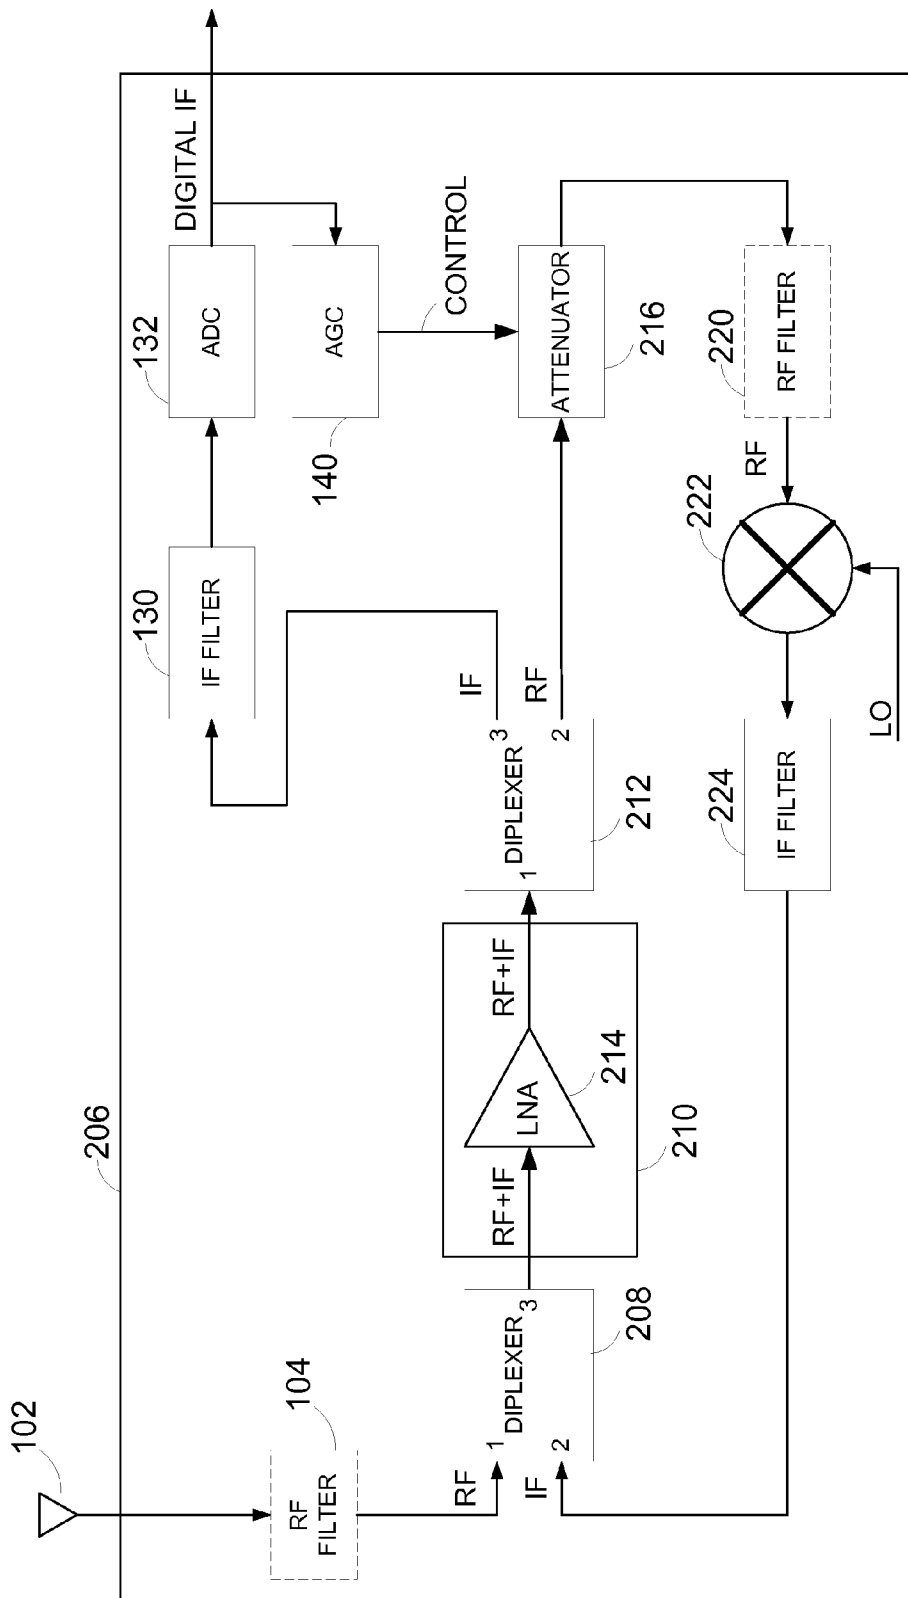 102
206
104
RF
FILTER
RF
1
IF
2
DIPLEXER
3
208
RF+IF
LNA
214
RF+IF
210
1
DIPLEXER
3
2
212
IF
RF
130
IF FILTER
132
ADC
DIGITAL IF
140
AGC
CONTROL
ATTENUATOR
216
220
RF FILTER
RF
222
LO
224
IF FILTER